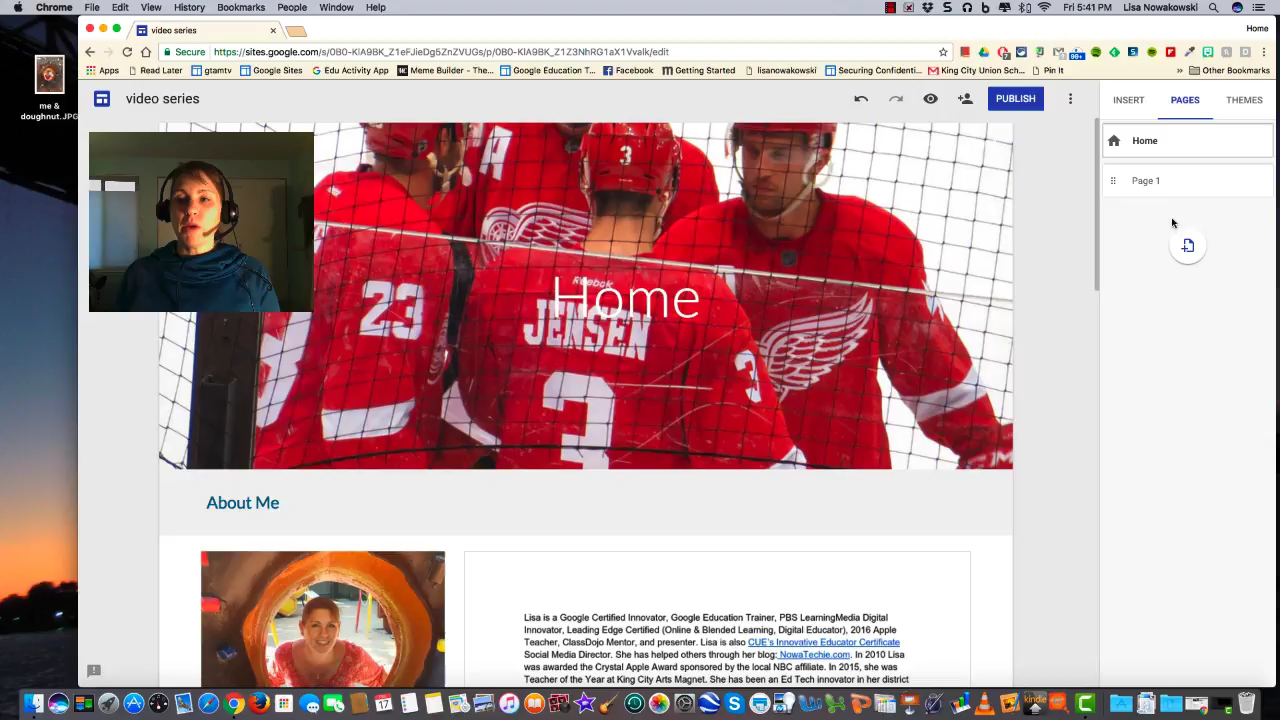 Chrome File Edit View History Bookmarks People Window Help
Fri 5:41 PM Lisa Nowakowski
video series
Home
Secure https://sites.google.com/s/0B0-KlA9BK_Z1eFJieDg5ZnZVUGs/p/0B0-KlA9BK_Z1Z3NhRG1aX1Vvalk/edit
Apps Read Later gtamtv Google Sites Edu Activity App Meme Builder - The... Google Education T... Facebook Getting Started lisanowakowski Securing Confidenti... King City Union Sch... Pin It » Other Bookmarks
me &
doughnut.JPG
video series
PUBLISH
INSERT PAGES THEMES
Home
Page 1
3
23
Reebok
JENSEN
3
3
Home
About Me
Lisa is a Google Certified Innovator, Google Education Trainer, PBS LearningMedia Digital
Innovator, Leading Edge Certified (Online & Blended Learning, Digital Educator), 2016 Apple
Teacher, ClassDojo Mentor, and presenter. Lisa is also CUE's Innovative Educator Certificate
Social Media Director. She has helped others through her blog: NowaTechie.com. In 2010 Lisa
was awarded the Crystal Apple Award sponsored by the local NBC affiliate. In 2015, she was
Teacher of the Year at King City Arts Magnet. She has been an Ed Tech innovator in her district
17
kindle